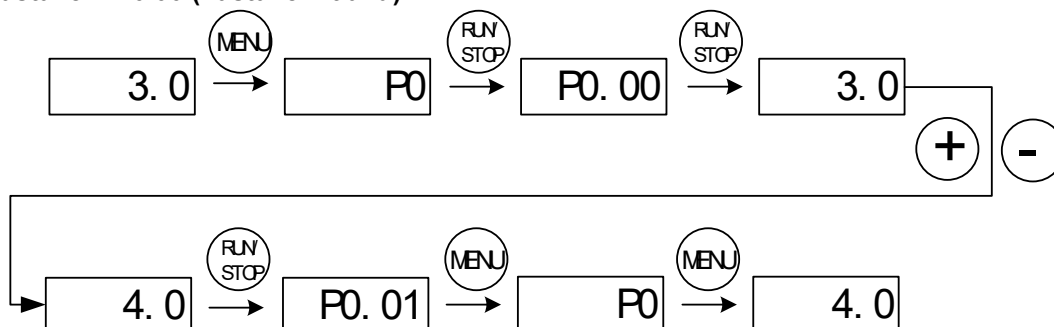 MENU RUN/ STOP RUN/ STOP
3. 0 P0 P0. 00 3. 0
+ -
RUN/ STOP MENU MENU
4. 0 P0. 01 P0 4. 0